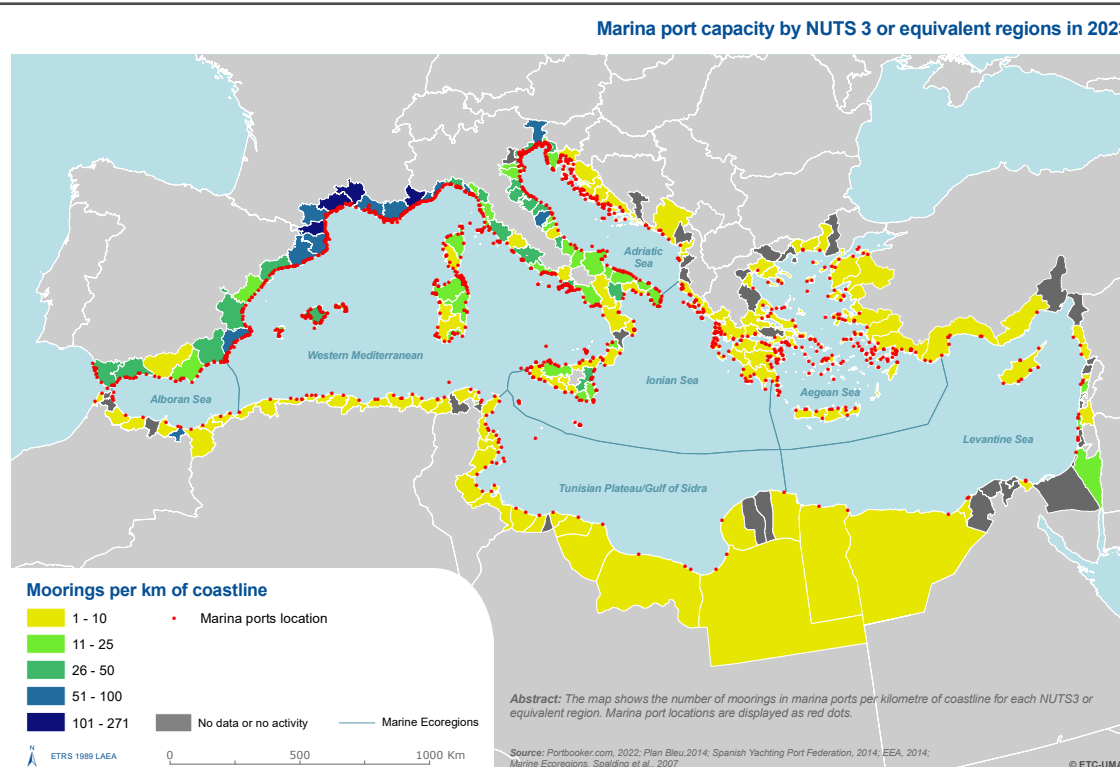 Marina port capacity by NUTS 3 or equivalent regions in
Adriatic
Sea
Western Mediterranean
Ionian Sea
Alboran Sea
Aegean Sea
Levantine Sea
Tunisian Plateau/Gulf of Sidra
Moorings per km of coastline
1 - 10
Marina ports location
11 - 25
26 - 50
51 - 100
101 - 271
No data or no activity
Marine Ecoregions
Abstract: The map shows the number of moorings in marina ports per kilometre of coastline for each NUTS3 or
equivalent region. Marina port locations are displayed as red dots.
N
ETRS 1989 LAEA
0
500
1000 Km
Source: Portbooker.com, 2022; Plan Bleu,2014; Spanish Yachting Port Federation, 2014; EEA, 2014;
Marine Ecoregions, Spalding et al., 2007
© ETC-UM